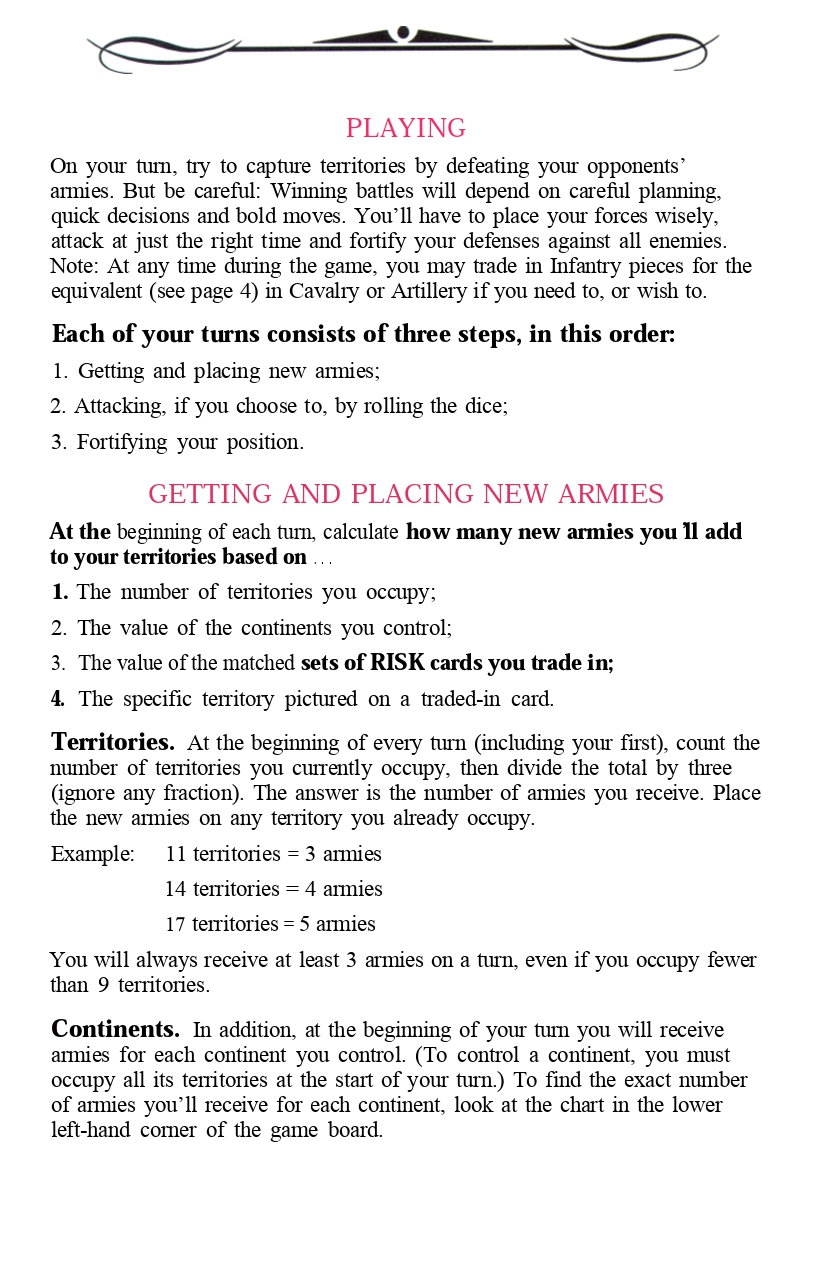 PLAYING
On your turn, try to capture territories by defeating your opponents’
armies. But be careful: Winning battles will depend on careful planning,
quick decisions and bold moves. You’ll have to place your forces wisely,
attack at just the right time and fortify your defenses against all enemies.
Note: At any time during the game, you may trade in Infantry pieces for the
equivalent (see page 4) in Cavalry or Artillery if you need to, or wish to.
Each of your turns consists of three steps, in this order:
1. Getting and placing new armies;
2. Attacking, if you choose to, by rolling the dice;
3. Fortifying your position.
GETTING AND PLACING NEW ARMIES
At the beginning of each turn, calculate how many new armies you’ll add
to your territories based on ...
1. The number of territories you occupy;
2. The value of the continents you control;
3. The value of the matched sets of RISK cards you trade in;
4. The specific territory pictured on a traded-in card.
Territories. At the beginning of every turn (including your first), count the
number of territories you currently occupy, then divide the total by three
(ignore any fraction). The answer is the number of armies you receive. Place
the new armies on any territory you already occupy.
Example: 11 territories = 3 armies
14 territories = 4 armies
17 territories = 5 armies
You will always receive at least 3 armies on a turn, even if you occupy fewer
than 9 territories.
Continents. In addition, at the beginning of your turn you will receive
armies for each continent you control. (To control a continent, you must
occupy all its territories at the start of your turn.) To find the exact number
of armies you’ll receive for each continent, look at the chart in the lower
left-hand corner of the game board.